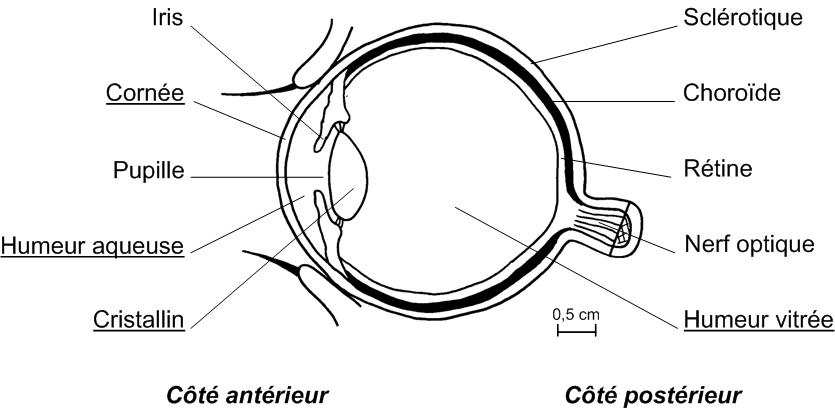 Iris
Cornée
Pupille
Humeur aqueuse
Cristallin
Sclérotique
Choroïde
Rétine
Nerf optique
Humeur vitrée
0,5 cm
Côté antérieur
Côté postérieur